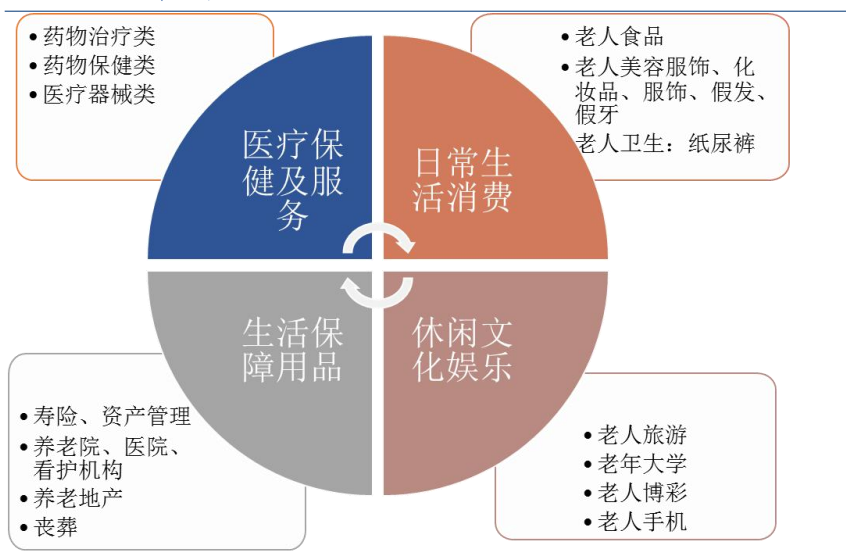 • 药物治疗类
• 药物保健类
• 医疗器械类
医疗保
健及服
务
• 老人食品
• 老人美容服饰、化
妆品、服饰、假发、
假牙
老人卫生：纸尿裤
日常生
活消费
生活保
障用品
• 寿险、资产管理
• 养老院、医院、
看护机构
• 养老地产
• 丧葬
休闲文
化娱乐
• 老人旅游
• 老年大学
• 老人博彩
• 老人手机